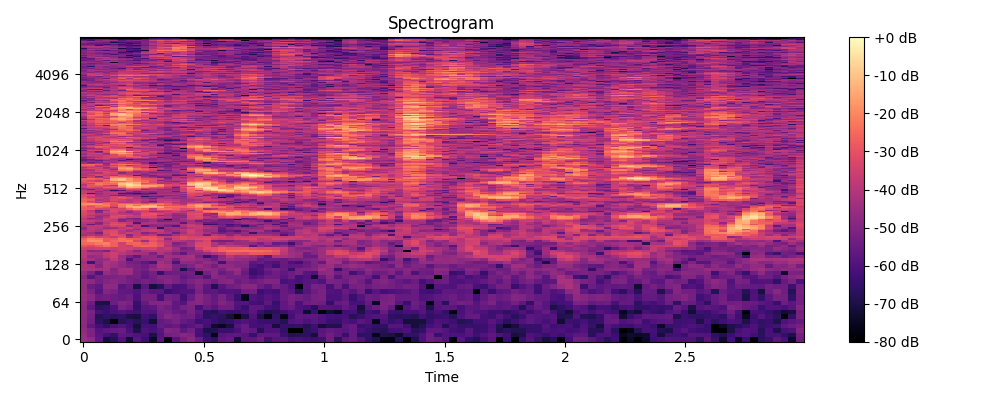 Spectrogram
Hz
4096
2048
1024
512
256
128
64
0
0
0.5
1
1.5
2
2.5
Time
+0 dB
-10 dB
-20 dB
-30 dB
-40 dB
-50 dB
-60 dB
-70 dB
-80 dB